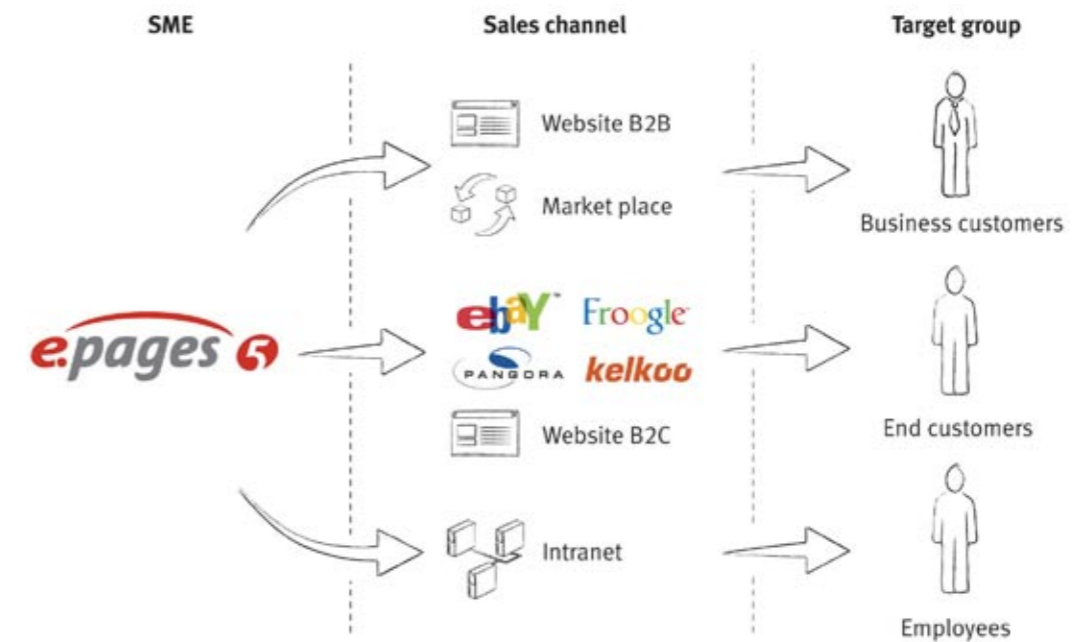 SME
Sales channel
Target group
Website B2B
Market place
Business customers
e.pages 5
ebaY™
Froogle
PANGORA
kelkoo
Website B2C
End customers
Intranet
Employees